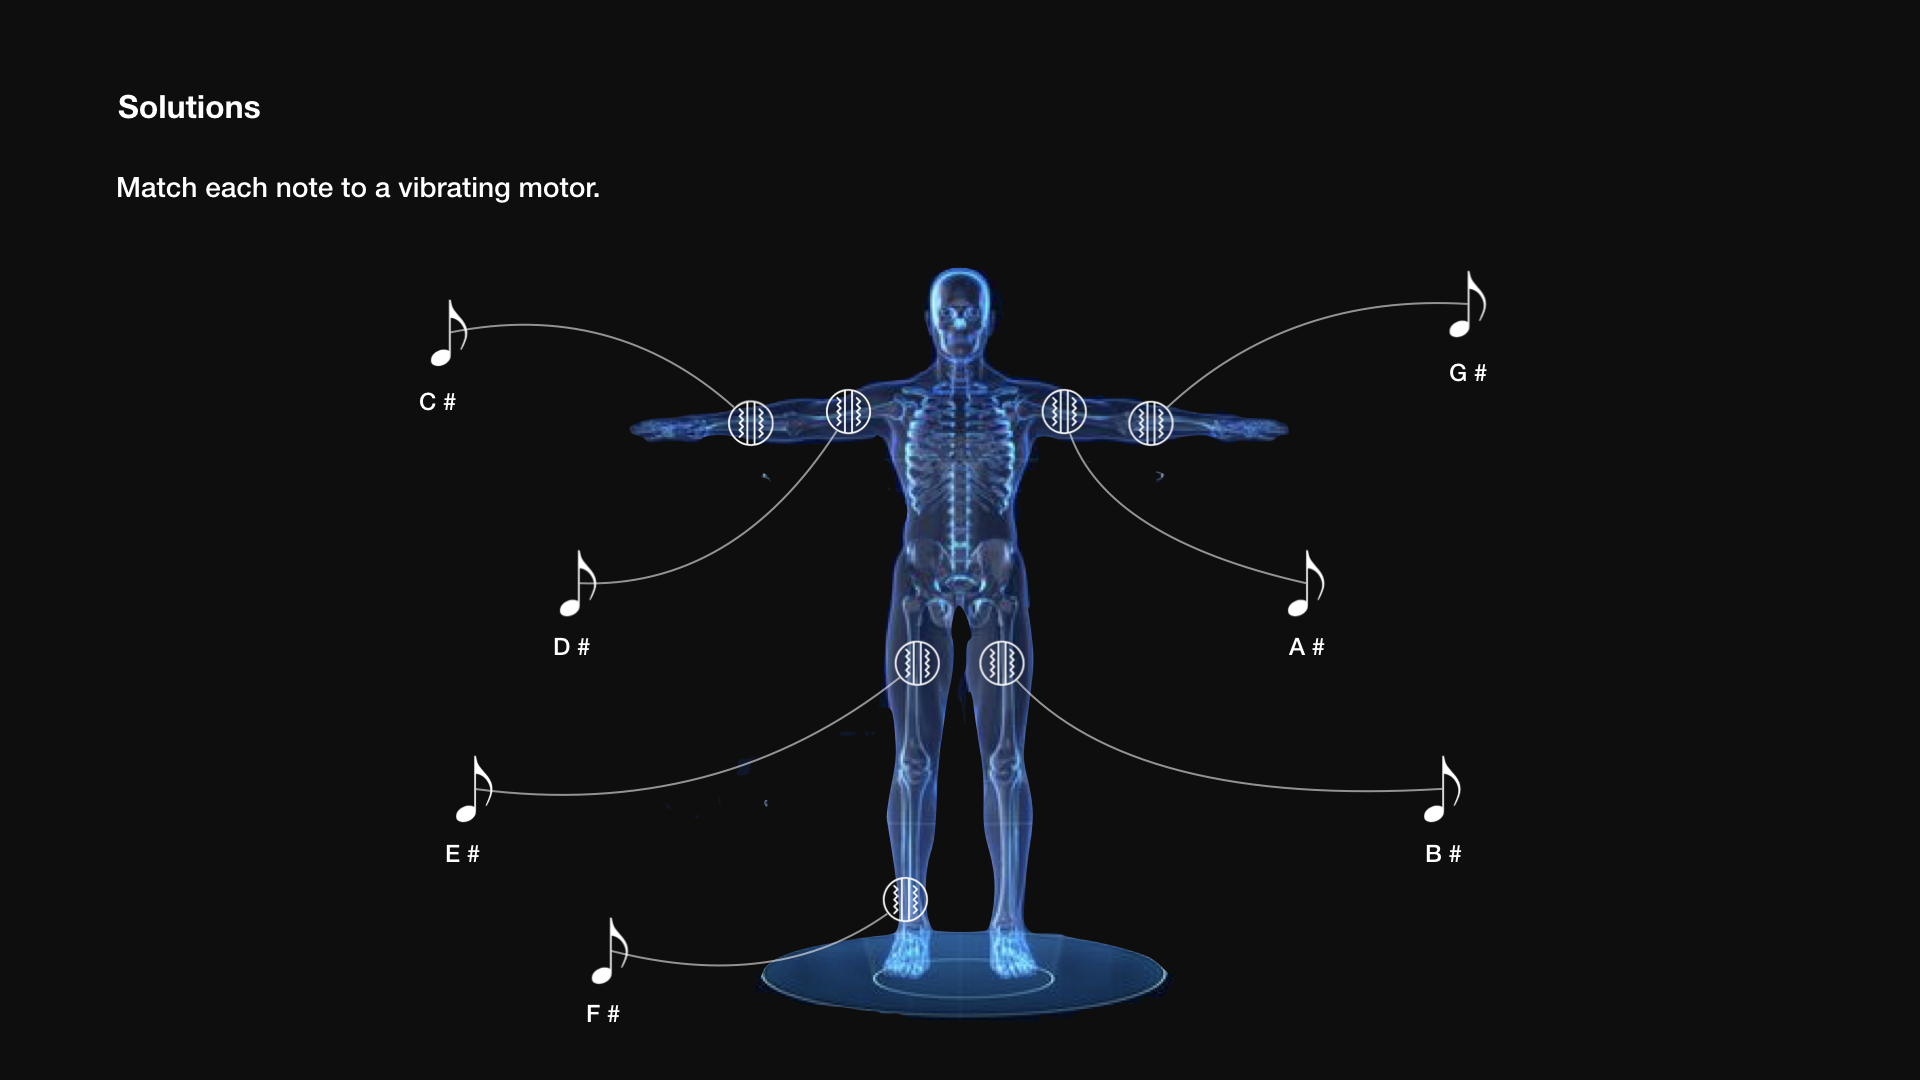 Solutions
Match each note to a vibrating motor.
G #
C #
D #
A #
E #
B #
F #